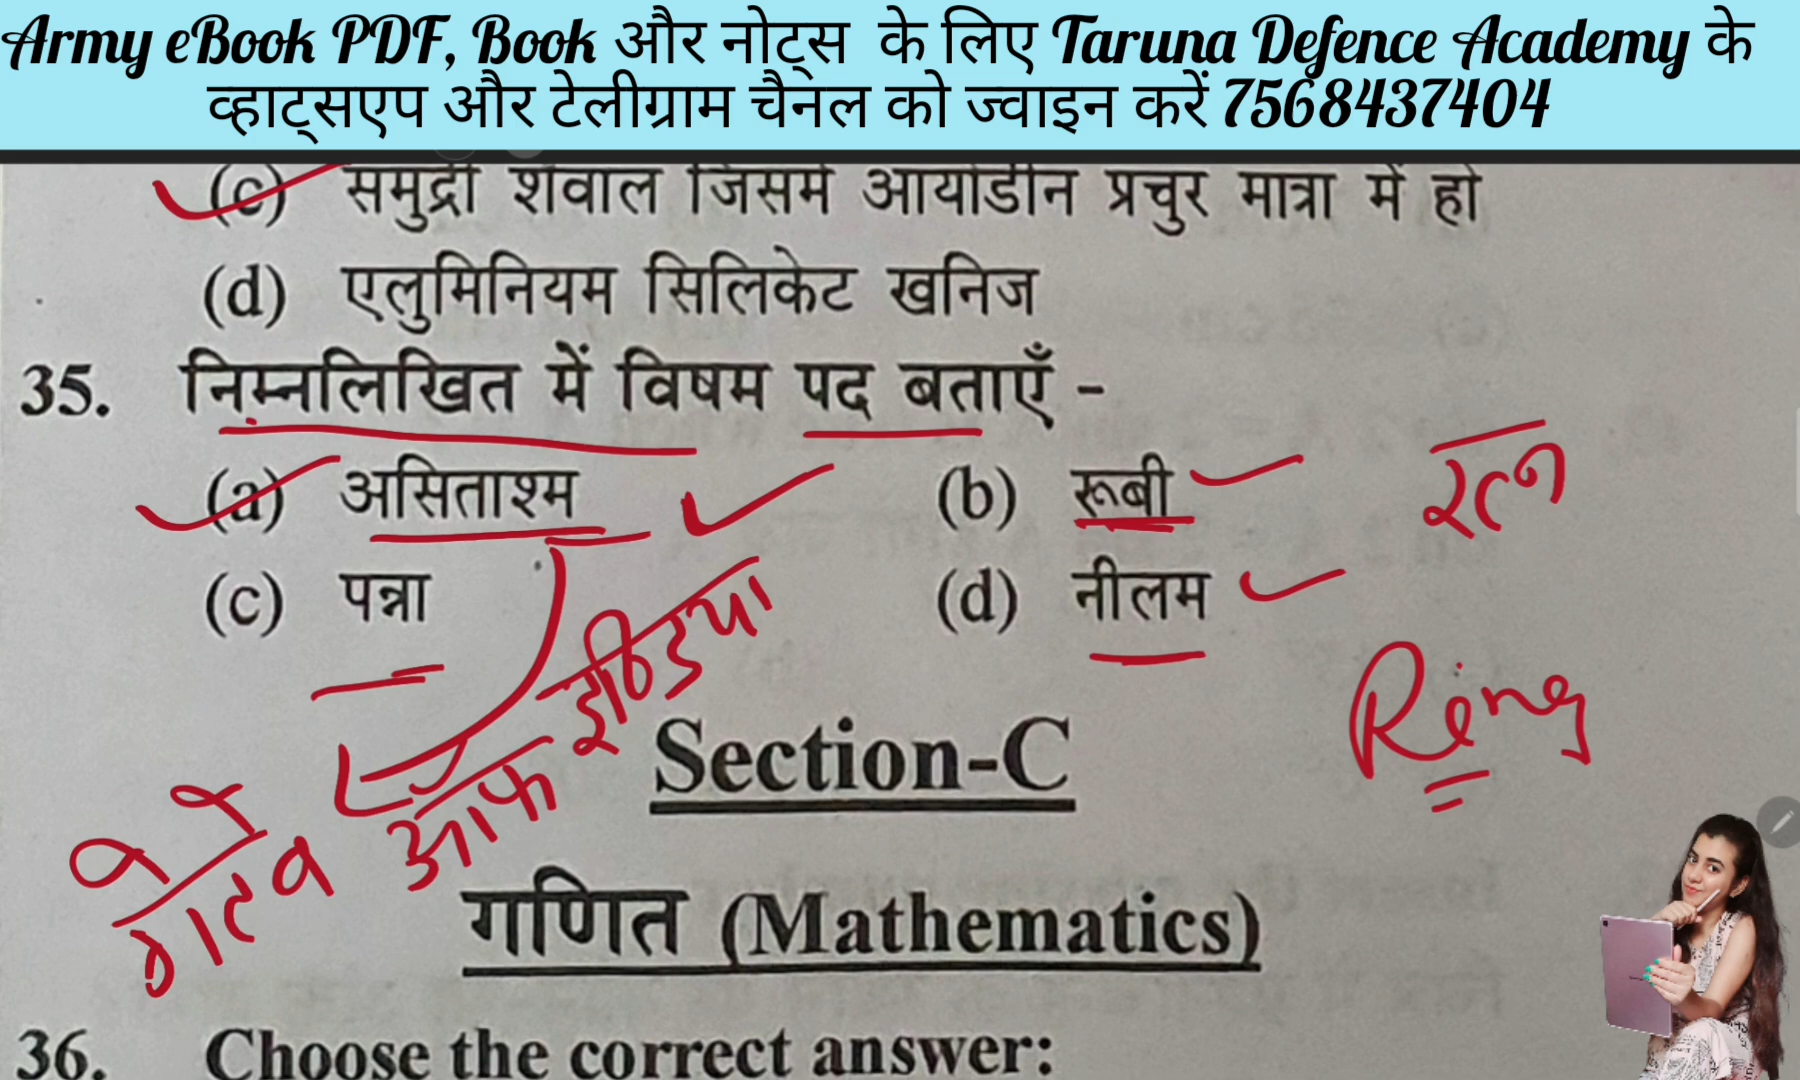 Army eBook PDF, Book और नोट्स के लिए Taruna Defence Academy के
व्हाट्सएप और टेलीग्राम चैनल को ज्वाइन करें 7568437404
(c) समुद्री शैवाल जिसमें आयोडीन प्रचुर मात्रा में हो
(d) एलुमिनियम सिलिकेट खनिज
35. निम्नलिखित में विषम पद बताएँ -
(a) असिताश्म (b) रूबी रत्न
(c) पन्ना (d) नीलम
Ring
गेटवे ऑफ इण्डिया
Section-C
गणित (Mathematics)
36. Choose the correct answer: